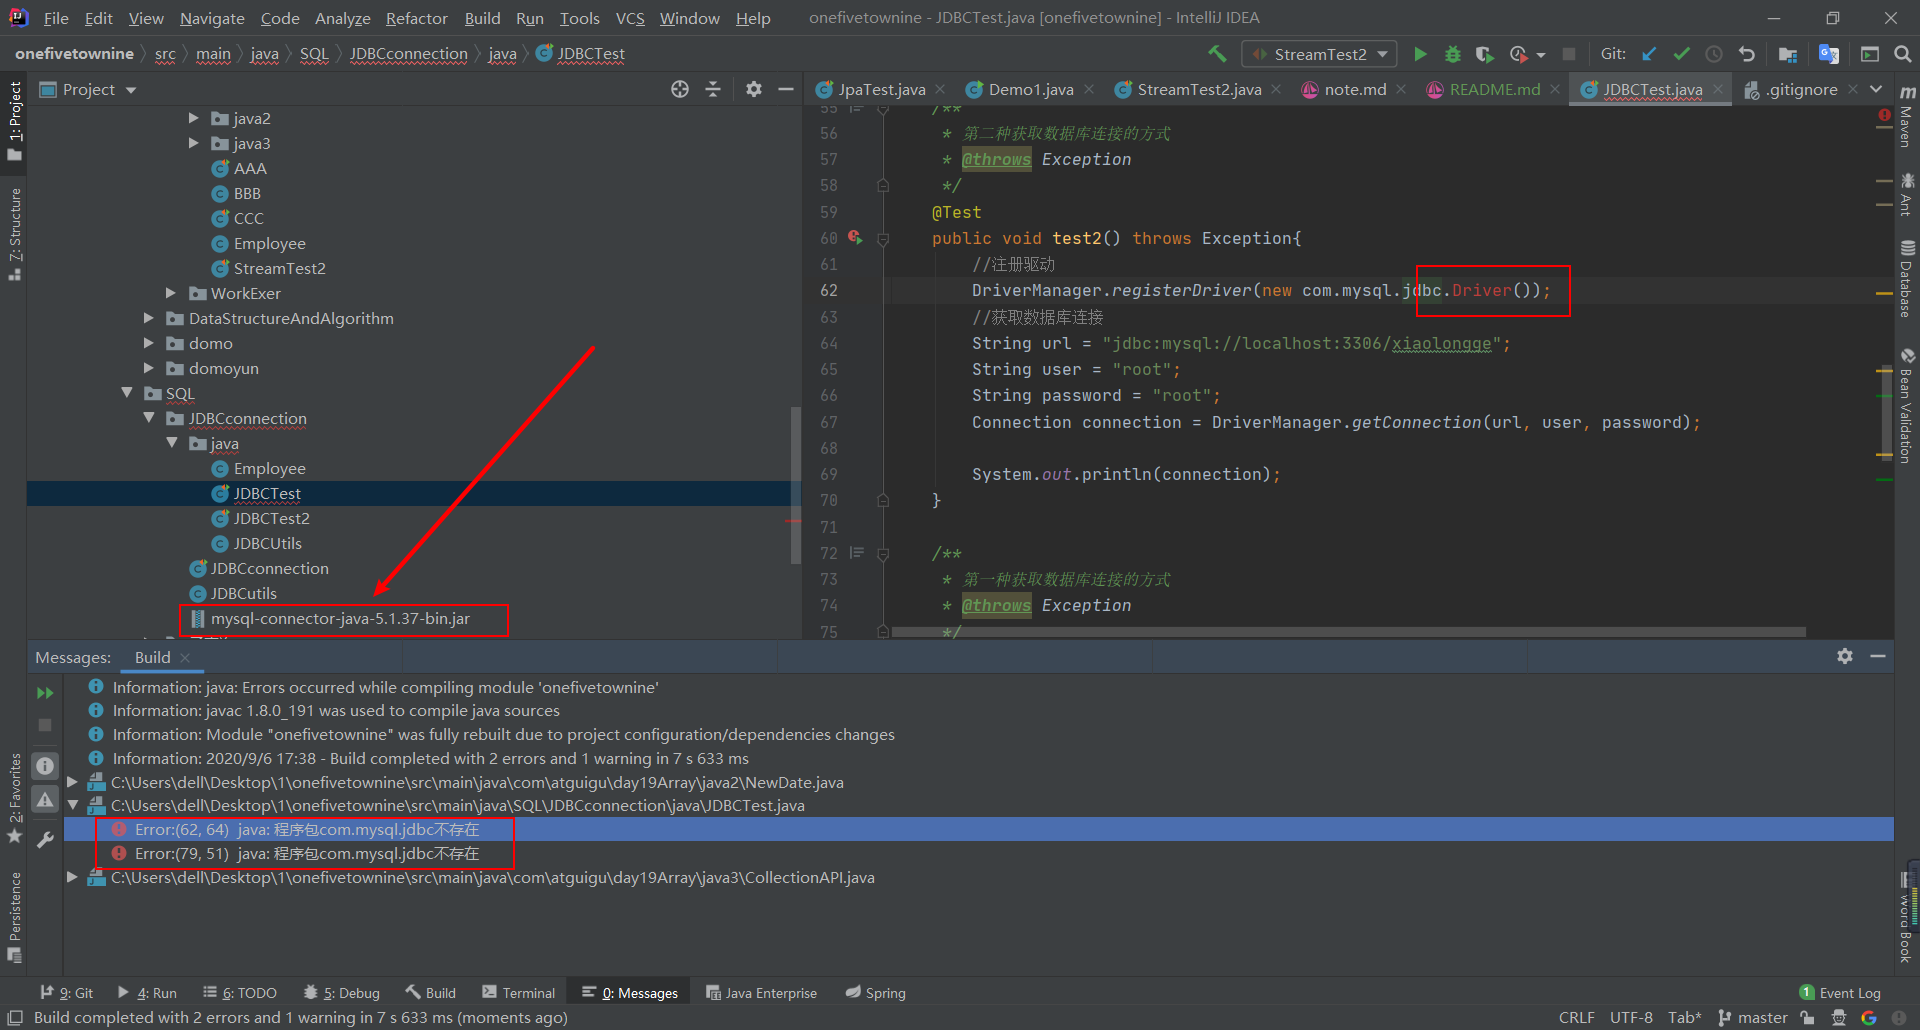 File Edit View Navigate Code Analyze Refactor Build Run Tools VCS Window Help onefivetownine - JDBCTest.java [onefivetownine] - IntelliJ IDEA
onefivetownine src main java SQL JDBCconnection java JDBCTest StreamTest2 Git:
1: Project
7: Structure
2: Favorites
Persistence
Project
java2
java3
AAA
BBB
CCC
Employee
StreamTest2
WorkExer
DataStructureAndAlgorithm
domo
domoyun
SQL
JDBCconnection
java
Employee
JDBCTest
JDBCTest2
JDBCUtils
JDBCconnection
JDBCutils
mysql-connector-java-5.1.37-bin.jar
JpaTest.java Demo1.java StreamTest2.java note.md README.md JDBCTest.java .gitignore
55 /**
56 * 第二种获取数据库连接的方式
57 * @throws Exception
58 */
59 @Test
60 public void test2() throws Exception{
61 //注册驱动
62 DriverManager.registerDriver(new com.mysql.jdbc.Driver());
63 //获取数据库连接
64 String url = "jdbc:mysql://localhost:3306/xiaolongge";
65 String user = "root";
66 String password = "root";
67 Connection connection = DriverManager.getConnection(url, user, password);
68
69 System.out.println(connection);
70 }
71
72 /**
73 * 第一种获取数据库连接的方式
74 * @throws Exception
75 */
Maven
Ant
Database
Bean Validation
Word Book
Messages: Build
Information: java: Errors occurred while compiling module 'onefivetownine'
Information: javac 1.8.0_191 was used to compile java sources
Information: Module "onefivetownine" was fully rebuilt due to project configuration/dependencies changes
Information: 2020/9/6 17:38 - Build completed with 2 errors and 1 warning in 7 s 633 ms
C:\Users\dell\Desktop\1\onefivetownine\src\main\java\com\atguigu\day19Array\java2\NewDate.java
C:\Users\dell\Desktop\1\onefivetownine\src\main\java\SQL\JDBCconnection\java\JDBCTest.java
Error:(62, 64) java: 程序包com.mysql.jdbc不存在
Error:(79, 51) java: 程序包com.mysql.jdbc不存在
C:\Users\dell\Desktop\1\onefivetownine\src\main\java\com\atguigu\day19Array\java3\CollectionAPI.java
9: Git 4: Run 6: TODO 5: Debug Build Terminal 0: Messages Java Enterprise Spring 1 Event Log
Build completed with 2 errors and 1 warning in 7 s 633 ms (moments ago) CRLF UTF-8 Tab* master